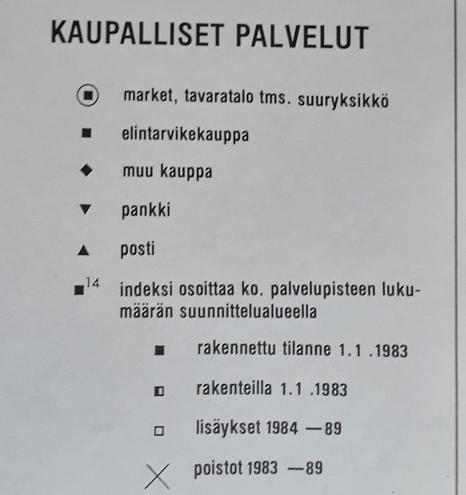 KAUPALLISET PALVELUT
market, tavaratalo tms. suuryksikkö
elintarvikekauppa
muu kauppa
pankki
posti
14 indeksi osoittaa ko. palvelupisteen luku-
määrän suunnittelualueella
rakennettu tilanne 1.1 .1983
rakenteilla 1.1 .1983
lisäykset 1984 —89
poistot 1983 —89